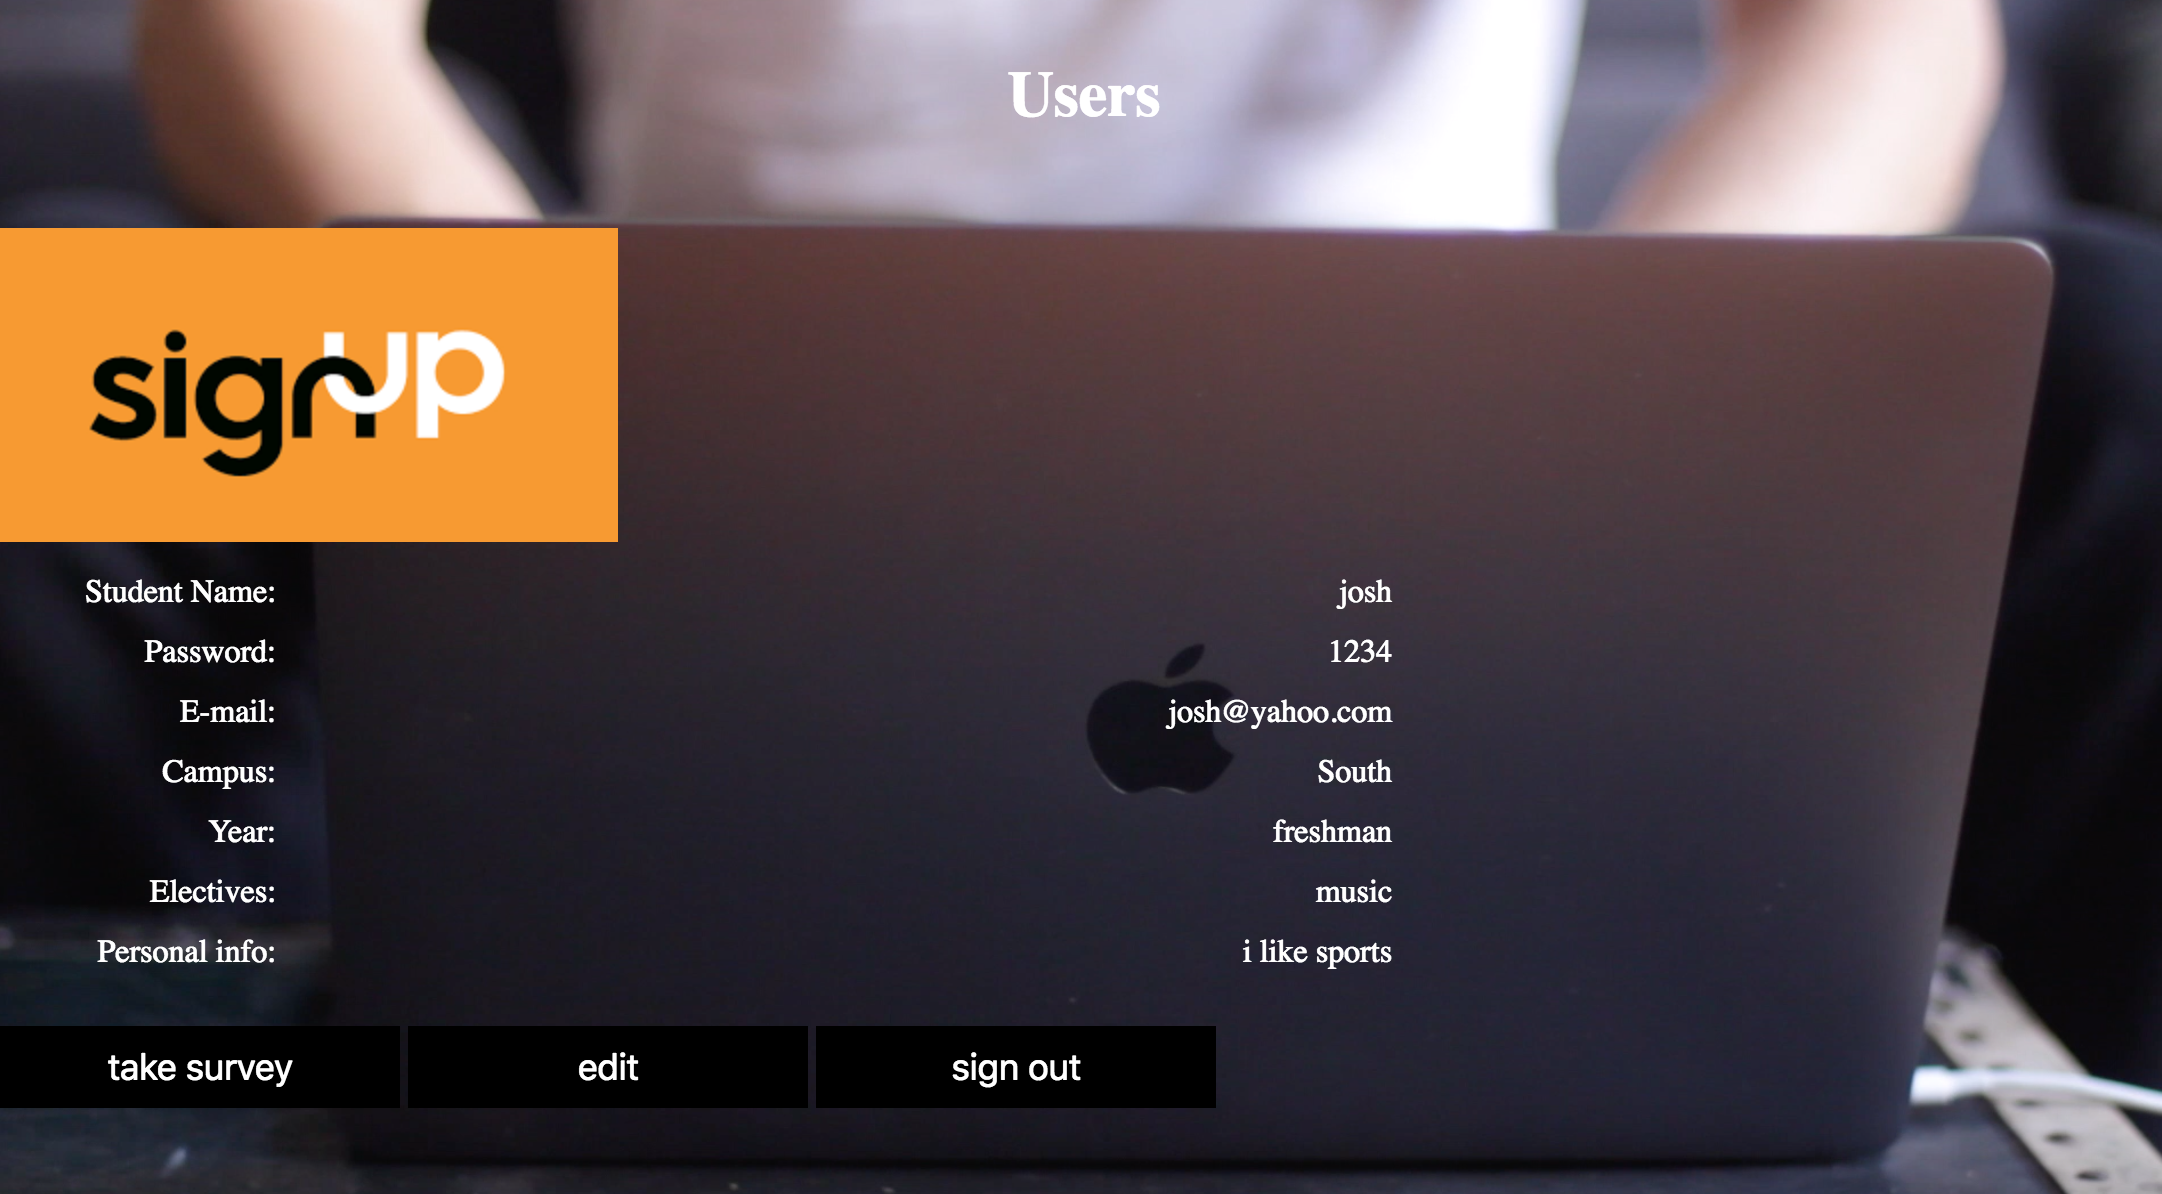 Users
signup
Student Name: josh
Password: 1234
E-mail: josh@yahoo.com
Campus: South
Year: freshman
Electives: music
Personal info: i like sports
take survey edit sign out